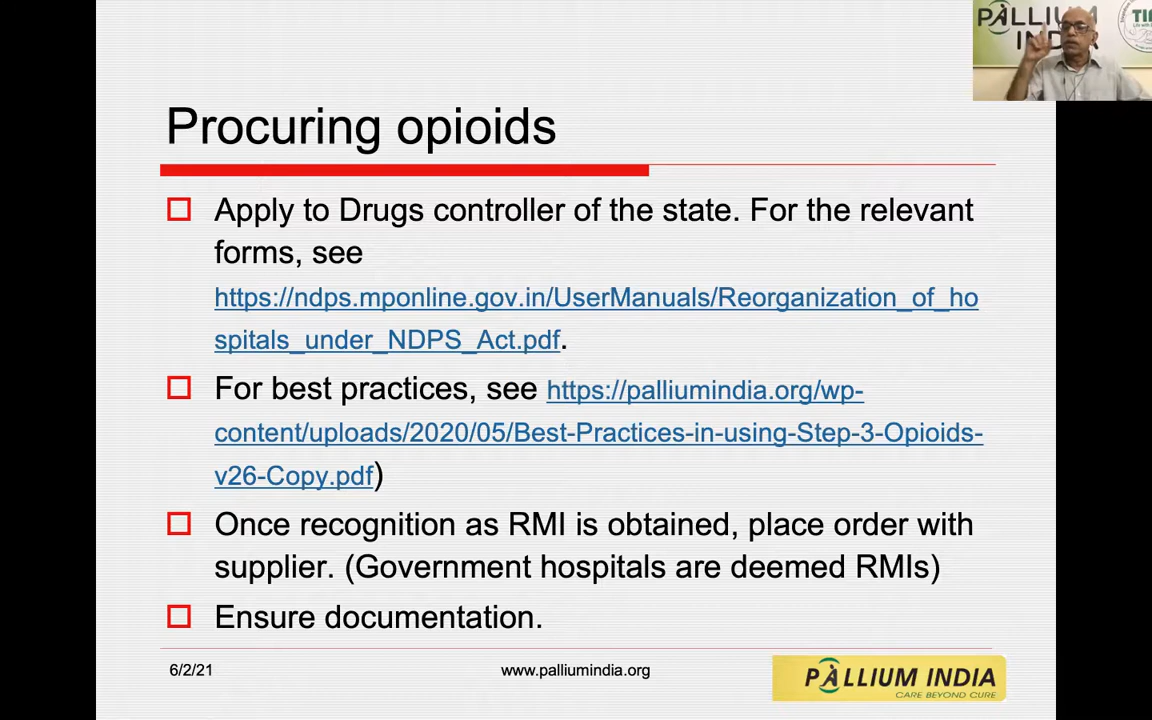 PALLIUM
INDIA
TIP
Procuring opioids
Apply to Drugs controller of the state. For the relevant
forms, see
https://ndps.mponline.gov.in/UserManuals/Reorganization_of_ho
spitals_under_NDPS_Act.pdf.
For best practices, see https://palliumindia.org/wp-
content/uploads/2020/05/Best-Practices-in-using-Step-3-Opioids-
v26-Copy.pdf)
Once recognition as RMI is obtained, place order with
supplier. (Government hospitals are deemed RMIs)
Ensure documentation.
6/2/21
www.palliumindia.org
PALLIUM INDIA
CARE BEYOND CURE